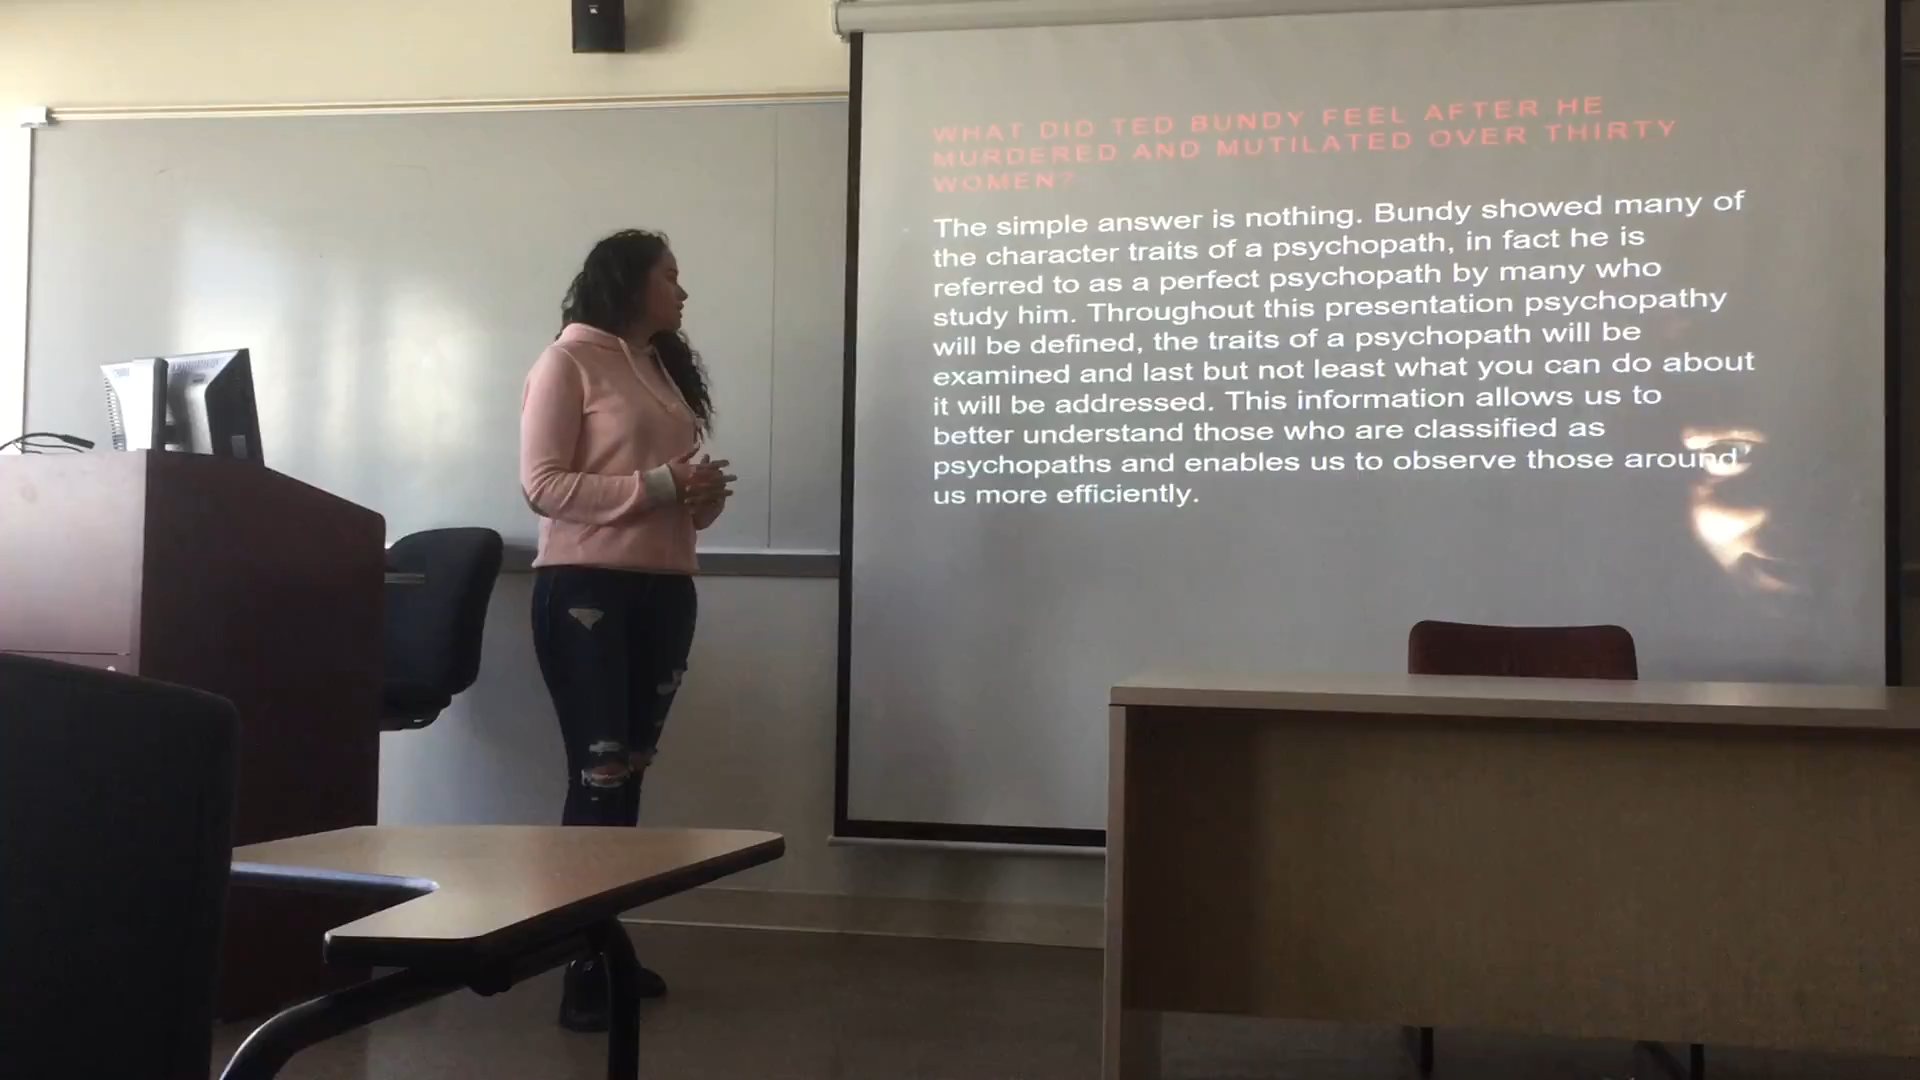 WHAT DID TED BUNDY FEEL AFTER HE
MURDERED AND MUTILATED OVER THIRTY
WOMEN?
The simple answer is nothing. Bundy showed many of
the character traits of a psychopath, in fact he is
referred to as a perfect psychopath by many who
study him. Throughout this presentation psychopathy
will be defined, the traits of a psychopath will be
examined and last but not least what you can do about
it will be addressed. This information allows us to
better understand those who are classified as
psychopaths and enables us to observe those around
us more efficiently.